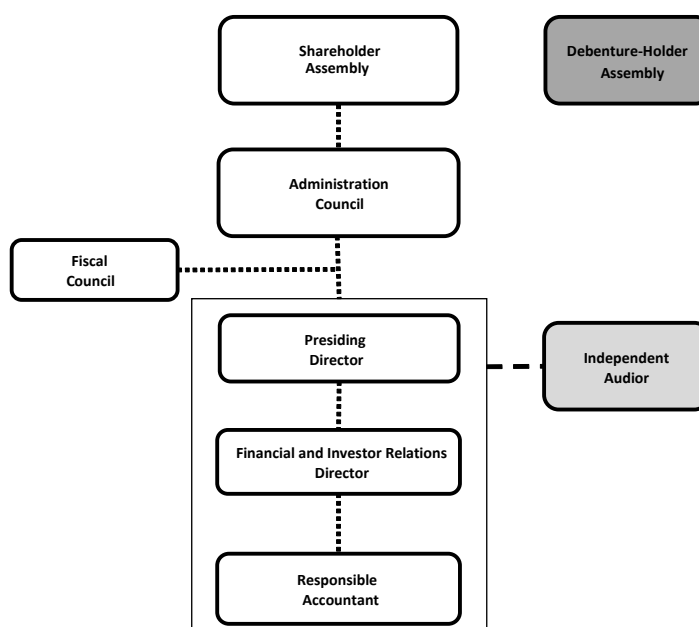 Shareholder
Assembly
Debenture-Holder
Assembly
Administration
Council
Fiscal
Council
Presiding
Director
Independent
Audior
Financial and Investor Relations
Director
Responsible
Accountant